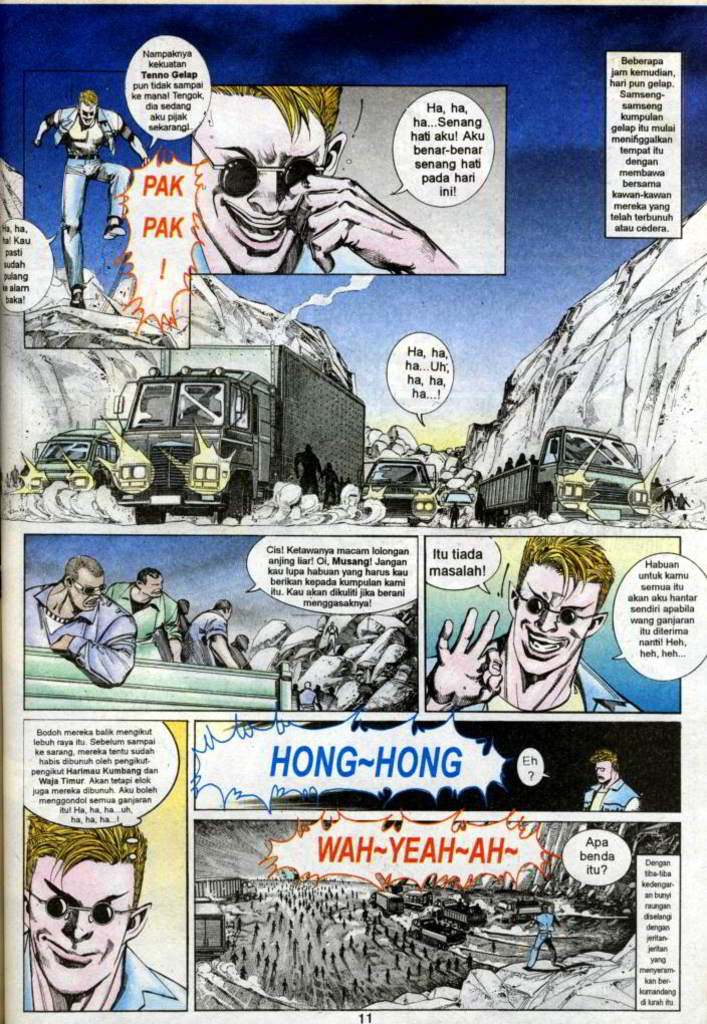 Nampaknya
kekuatan
Tenno Gelap
pun tidak sampai
ke mana! Tengok,
dia sedang
aku pijak
sekarang!
PAK
PAK
!
Ha, ha,
ha! Kau
pasti
sudah
pulang
ke alam
baka!
Ha, ha,
ha...Senang
hati aku! Aku
benar-benar
senang hati
pada hari
ini!
Beberapa
jam kemudian,
hari pun gelap.
Samseng-
samseng
kumpulan
gelap itu mulai
meninggalkan
tempat itu
dengan
membawa
bersama
kawan-kawan
mereka yang
telah terbunuh
atau cedera.
Ha, ha,
ha...Uh,
ha, ha,
ha...!
Cis! Ketawanya macam lolongan
anjing liar! Oi, Musang! Jangan
kau lupa habuan yang harus kau
berikan kepada kumpulan kami
itu. Kau akan dikuliti jika berani
menggasaknya!
Itu tiada
masalah!
Habuan
untuk kamu
semua itu
akan aku hantar
sendiri apabila
wang ganjaran
itu diterima
nanti! Heh,
heh, heh...
Bodoh mereka balik mengikut
lebuh raya itu. Sebelum sampai
ke sarang, mereka tentu sudah
habis dibunuh oleh pengikut-
pengikut Harimau Kumbang dan
Waja Timur. Akan tetapi elok
juga mereka dibunuh. Aku boleh
menggondol semua ganjaran
itu! Ha, ha, ha...uh,
ha, ha, ha...!
HONG~HONG
Eh
?
WAH~YEAH~AH~
Apa
benda
itu?
Dengan
tiba-tiba
kedengar-
an bunyi
raungan
diselangi
dengan
jeritan-
jeritan
yang
menyeram-
kan ber-
kumandang
di lurah itu.
11